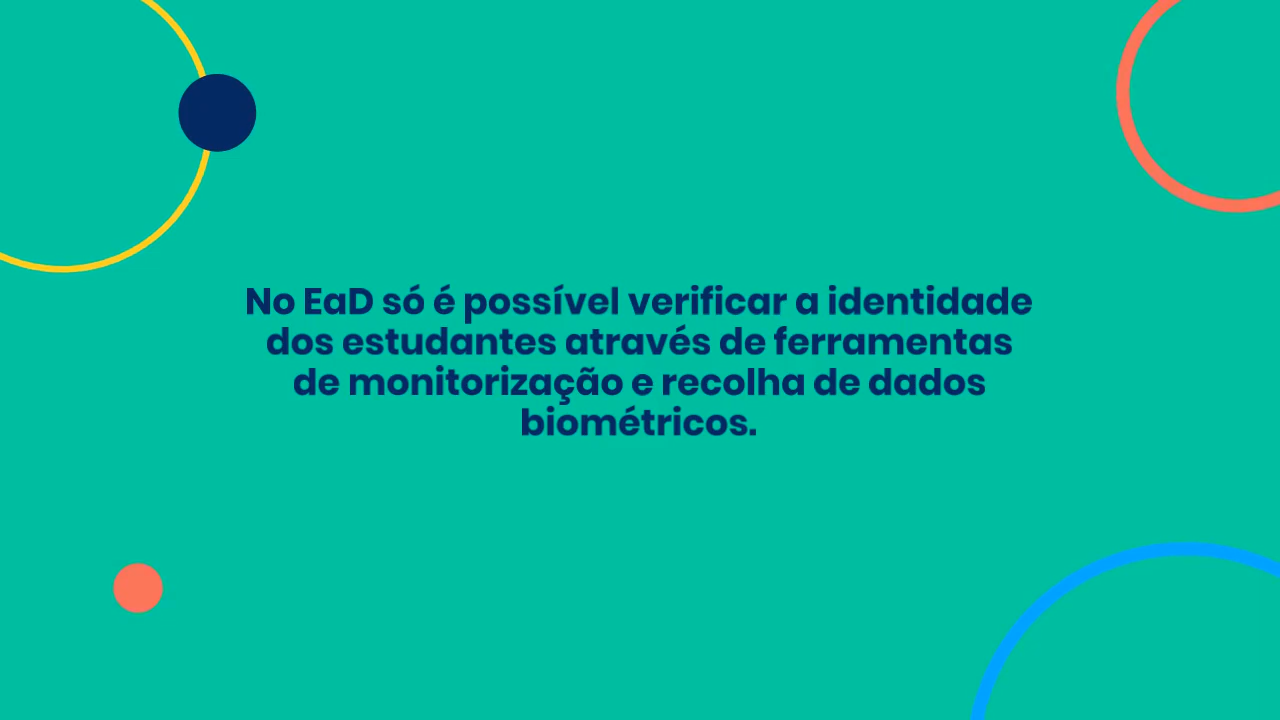 No EaD só é possível verificar a identidade
dos estudantes através de ferramentas
de monitorização e recolha de dados
biométricos.